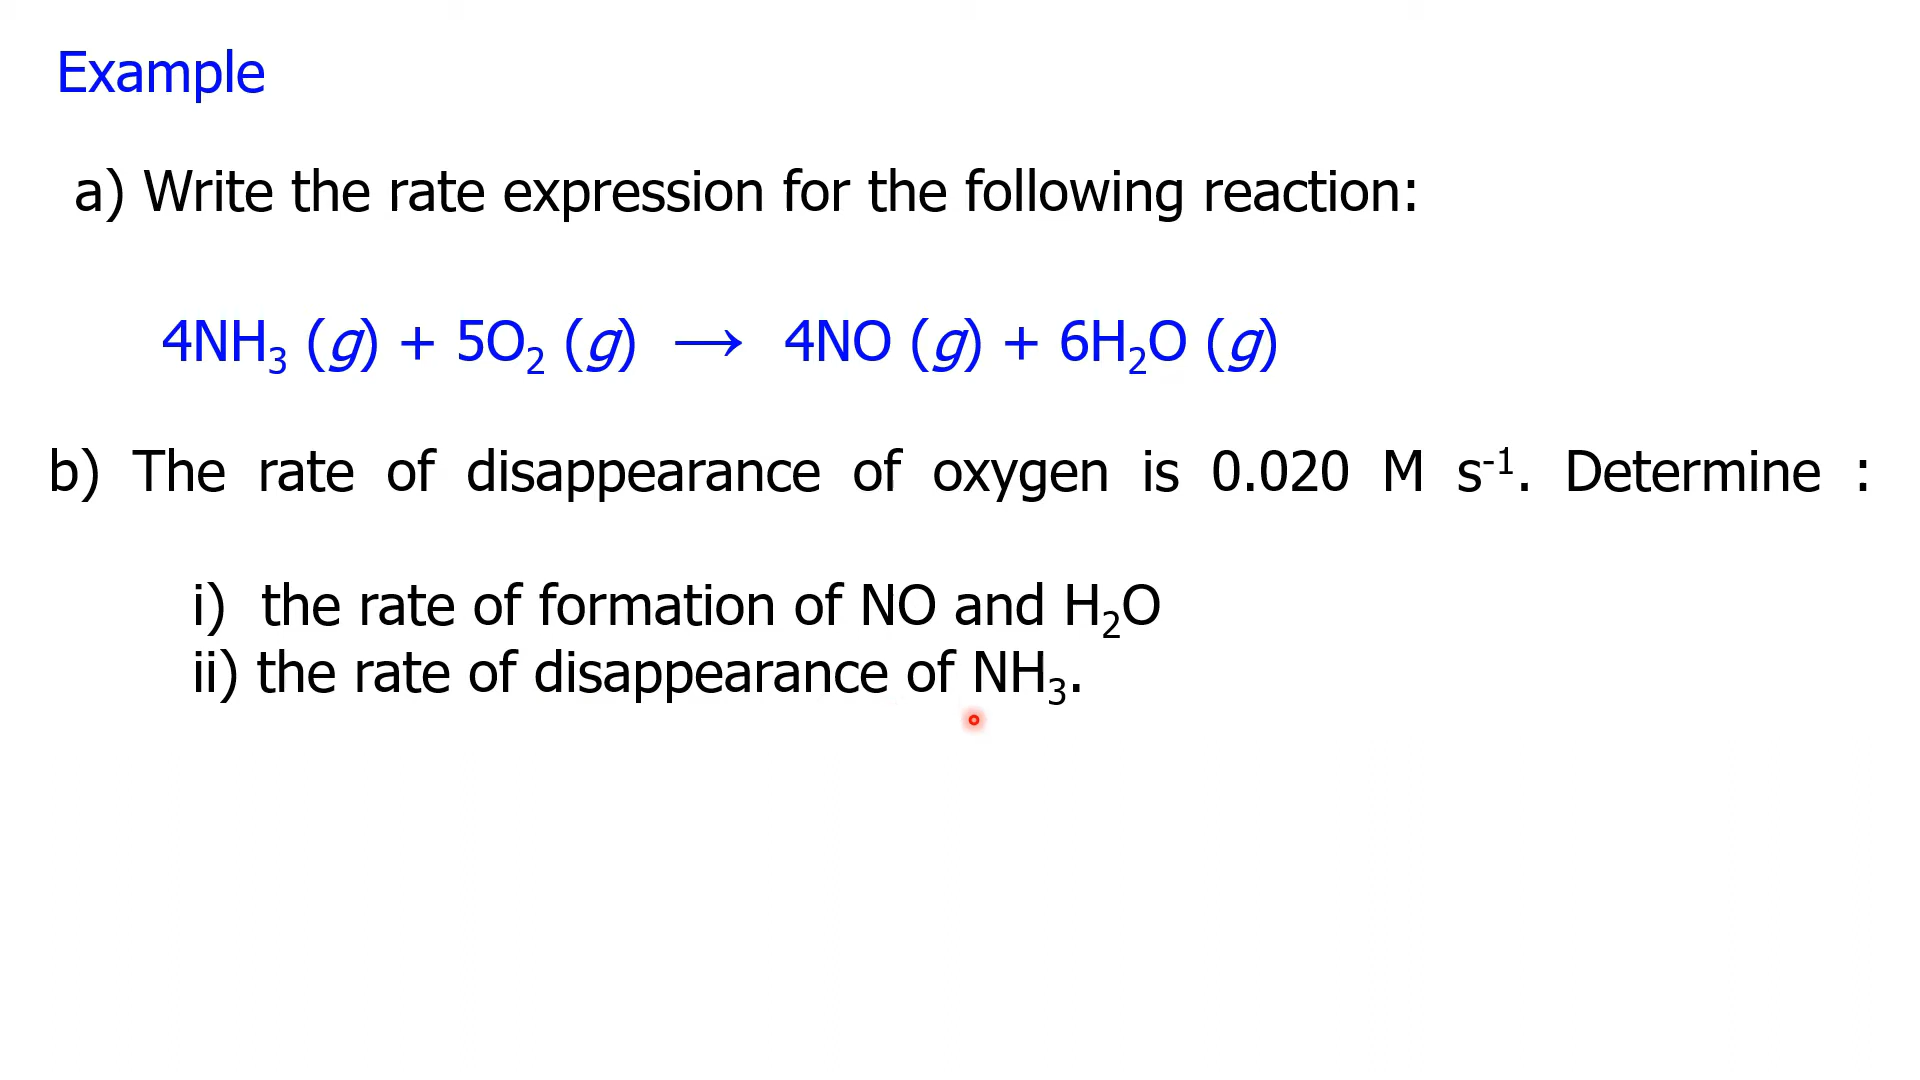 Example
a) Write the rate expression for the following reaction:
4NH₃ (g) + 5O₂ (g) ⟶ 4NO (g) + 6H₂O (g)
b) The rate of disappearance of oxygen is 0.020 M s⁻¹. Determine :
i) the rate of formation of NO and H₂O
ii) the rate of disappearance of NH₃.